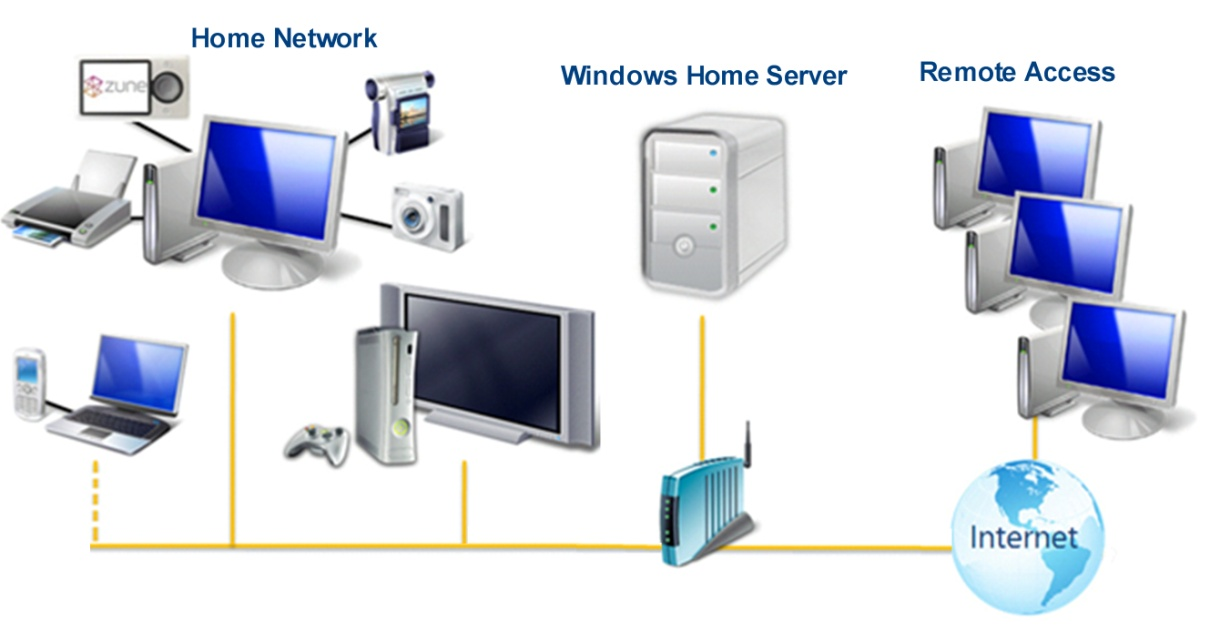 Home Network
Windows Home Server
Remote Access
zune
Internet